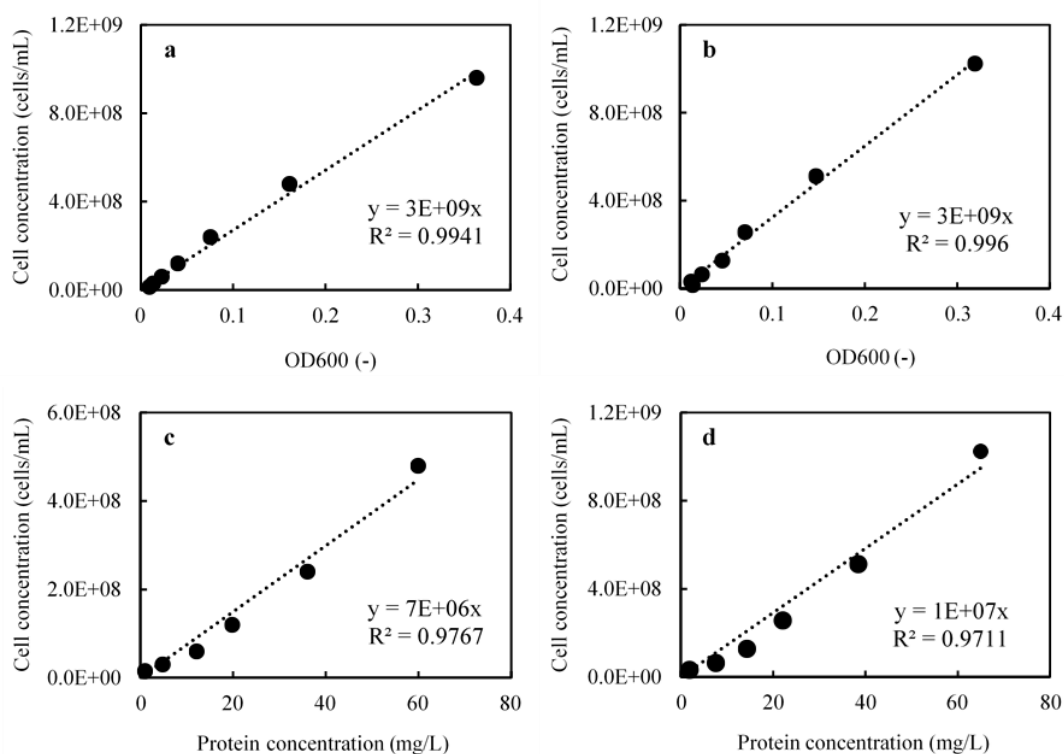 a
Cell concentration (cells/mL)
1.2E+09
8.0E+08
4.0E+08
0.0E+00
y = 3E+09x
R² = 0.9941
0 0.1 0.2 0.3 0.4
OD600 (-)
b
Cell concentration (cells/mL)
1.2E+09
8.0E+08
4.0E+08
0.0E+00
y = 3E+09x
R² = 0.996
0 0.1 0.2 0.3 0.4
OD600 (-)
c
Cell concentration (cells/mL)
6.0E+08
4.0E+08
2.0E+08
0.0E+00
y = 7E+06x
R² = 0.9767
0 20 40 60 80
Protein concentration (mg/L)
d
Cell concentration (cells/mL)
1.2E+09
8.0E+08
4.0E+08
0.0E+00
y = 1E+07x
R² = 0.9711
0 20 40 60 80
Protein concentration (mg/L)